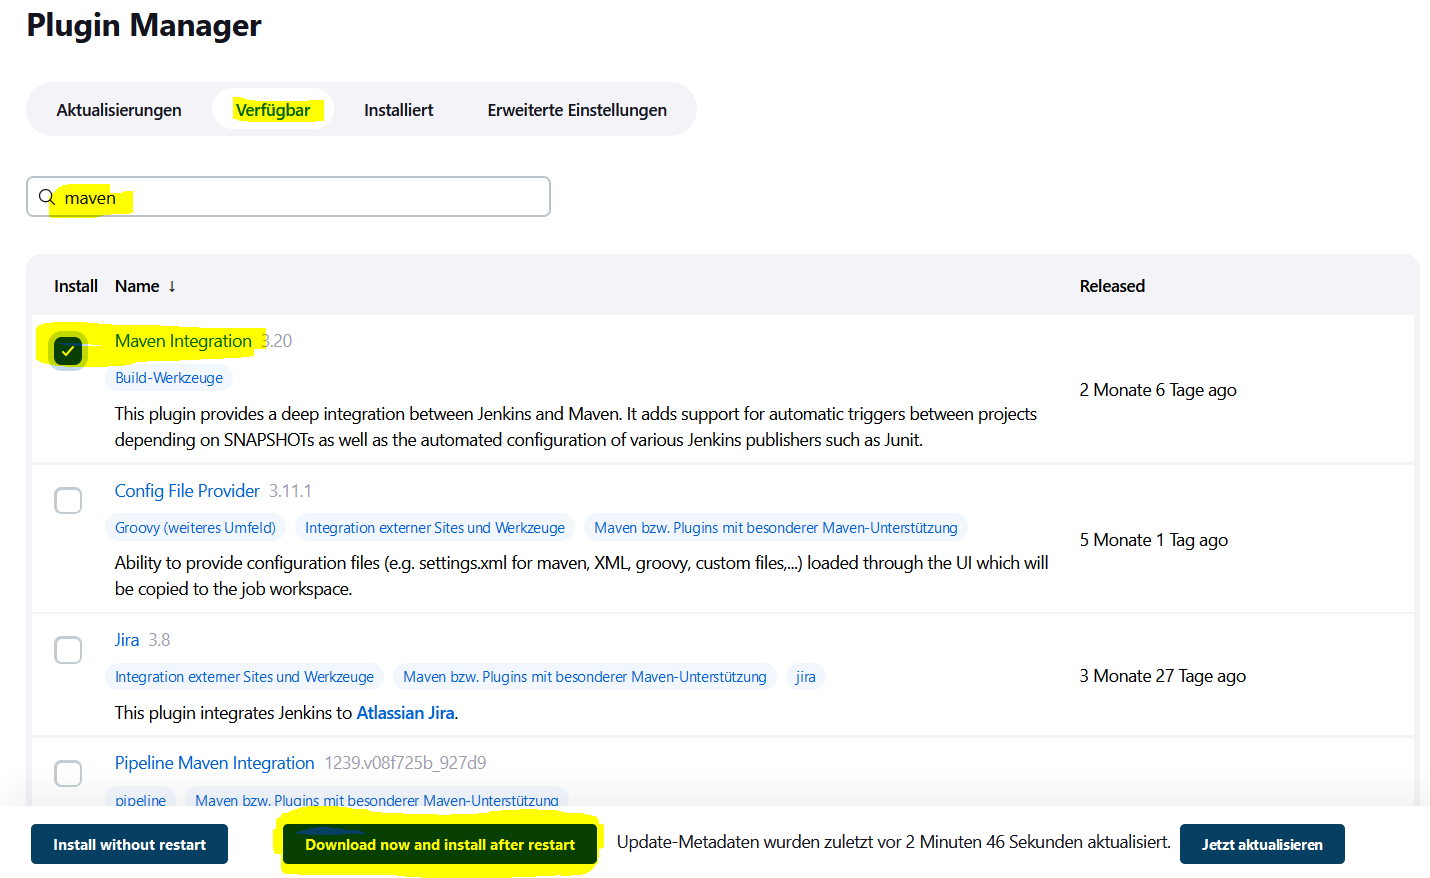 Plugin Manager
Aktualisierungen Verfügbar Installiert Erweiterte Einstellungen
maven
Install Name ↓ Released
Maven Integration 3.20
Build-Werkzeuge
2 Monate 6 Tage ago
This plugin provides a deep integration between Jenkins and Maven. It adds support for automatic triggers between projects
depending on SNAPSHOTs as well as the automated configuration of various Jenkins publishers such as Junit.
Config File Provider 3.11.1
Groovy (weiteres Umfeld) Integration externer Sites und Werkzeuge Maven bzw. Plugins mit besonderer Maven-Unterstützung
5 Monate 1 Tag ago
Ability to provide configuration files (e.g. settings.xml for maven, XML, groovy, custom files,...) loaded through the UI which will
be copied to the job workspace.
Jira 3.8
Integration externer Sites und Werkzeuge Maven bzw. Plugins mit besonderer Maven-Unterstützung jira
3 Monate 27 Tage ago
This plugin integrates Jenkins to Atlassian Jira.
Pipeline Maven Integration 1239.v08f725b_927d9
pipeline Maven bzw. Plugins mit besonderer Maven-Unterstützung
Install without restart Download now and install after restart Update-Metadaten wurden zuletzt vor 2 Minuten 46 Sekunden aktualisiert. Jetzt aktualisieren